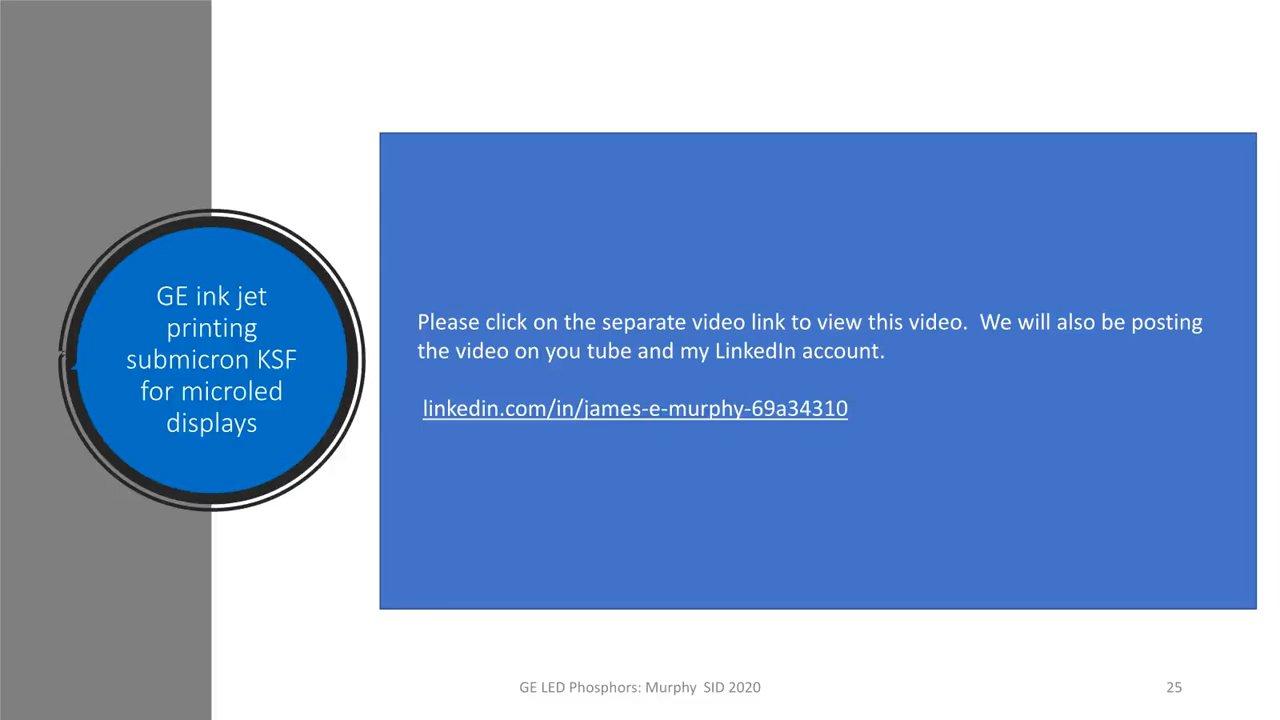 GE ink jet
printing
submicron KSF
for microled
displays
Please click on the separate video link to view this video.  We will also be posting
the video on you tube and my LinkedIn account.
linkedin.com/in/james-e-murphy-69a34310
GE LED Phosphors: Murphy  SID 2020
25